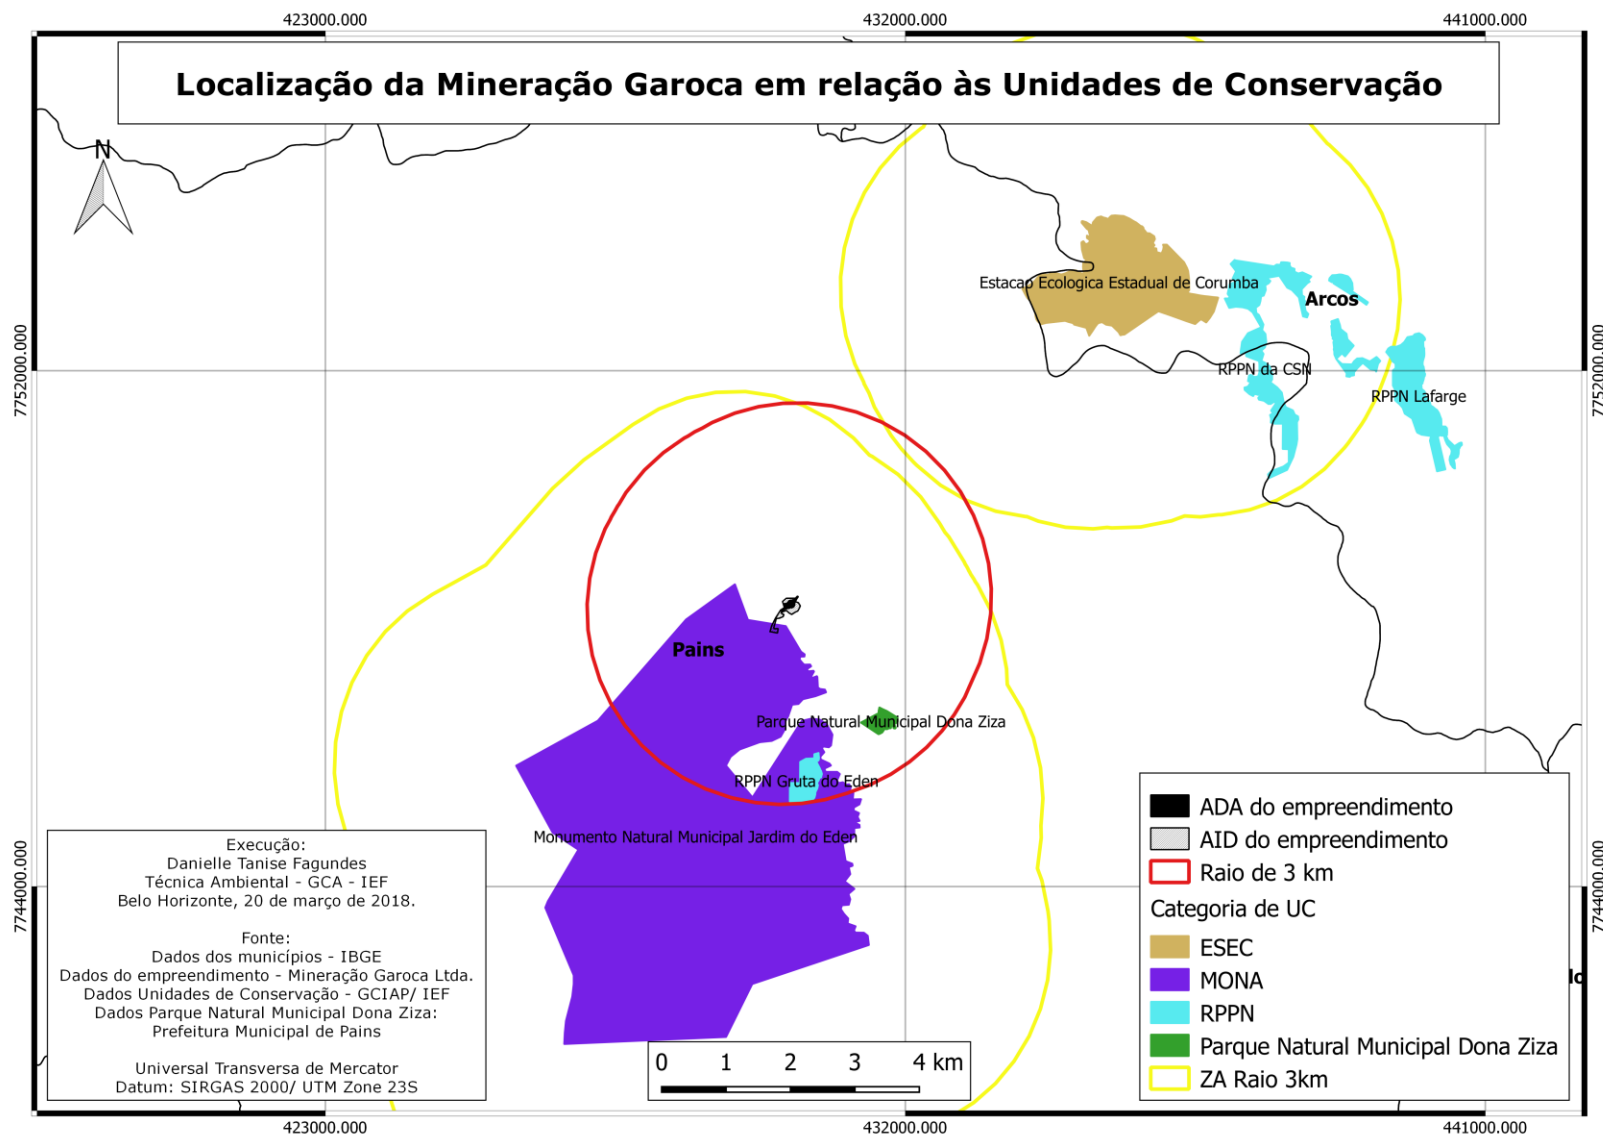 423000.000
432000.000
441000.000
Localização da Mineração Garoca em relação às Unidades de Conservação
N
Estacao Ecologica Estadual de Corumba
Arcos
7752000.000
7752000.000
RPPN da CSN
RPPN Lafarge
Pains
Parque Natural Municipal Dona Ziza
RPPN Gruta do Eden
Monumento Natural Municipal Jardim do Eden
7744000.000
7744000.000
Execução:
Danielle Tanise Fagundes
Técnica Ambiental - GCA - IEF
Belo Horizonte, 20 de março de 2018.
Fonte:
Dados dos municípios - IBGE
Dados do empreendimento - Mineração Garoca Ltda.
Dados Unidades de Conservação - GCIAP/ IEF
Dados Parque Natural Municipal Dona Ziza:
Prefeitura Municipal de Pains
Universal Transversa de Mercator
Datum: SIRGAS 2000/ UTM Zone 23S
0 1 2 3 4 km
ADA do empreendimento
AID do empreendimento
Raio de 3 km
Categoria de UC
ESEC
MONA
RPPN
Parque Natural Municipal Dona Ziza
ZA Raio 3km
423000.000
432000.000
441000.000